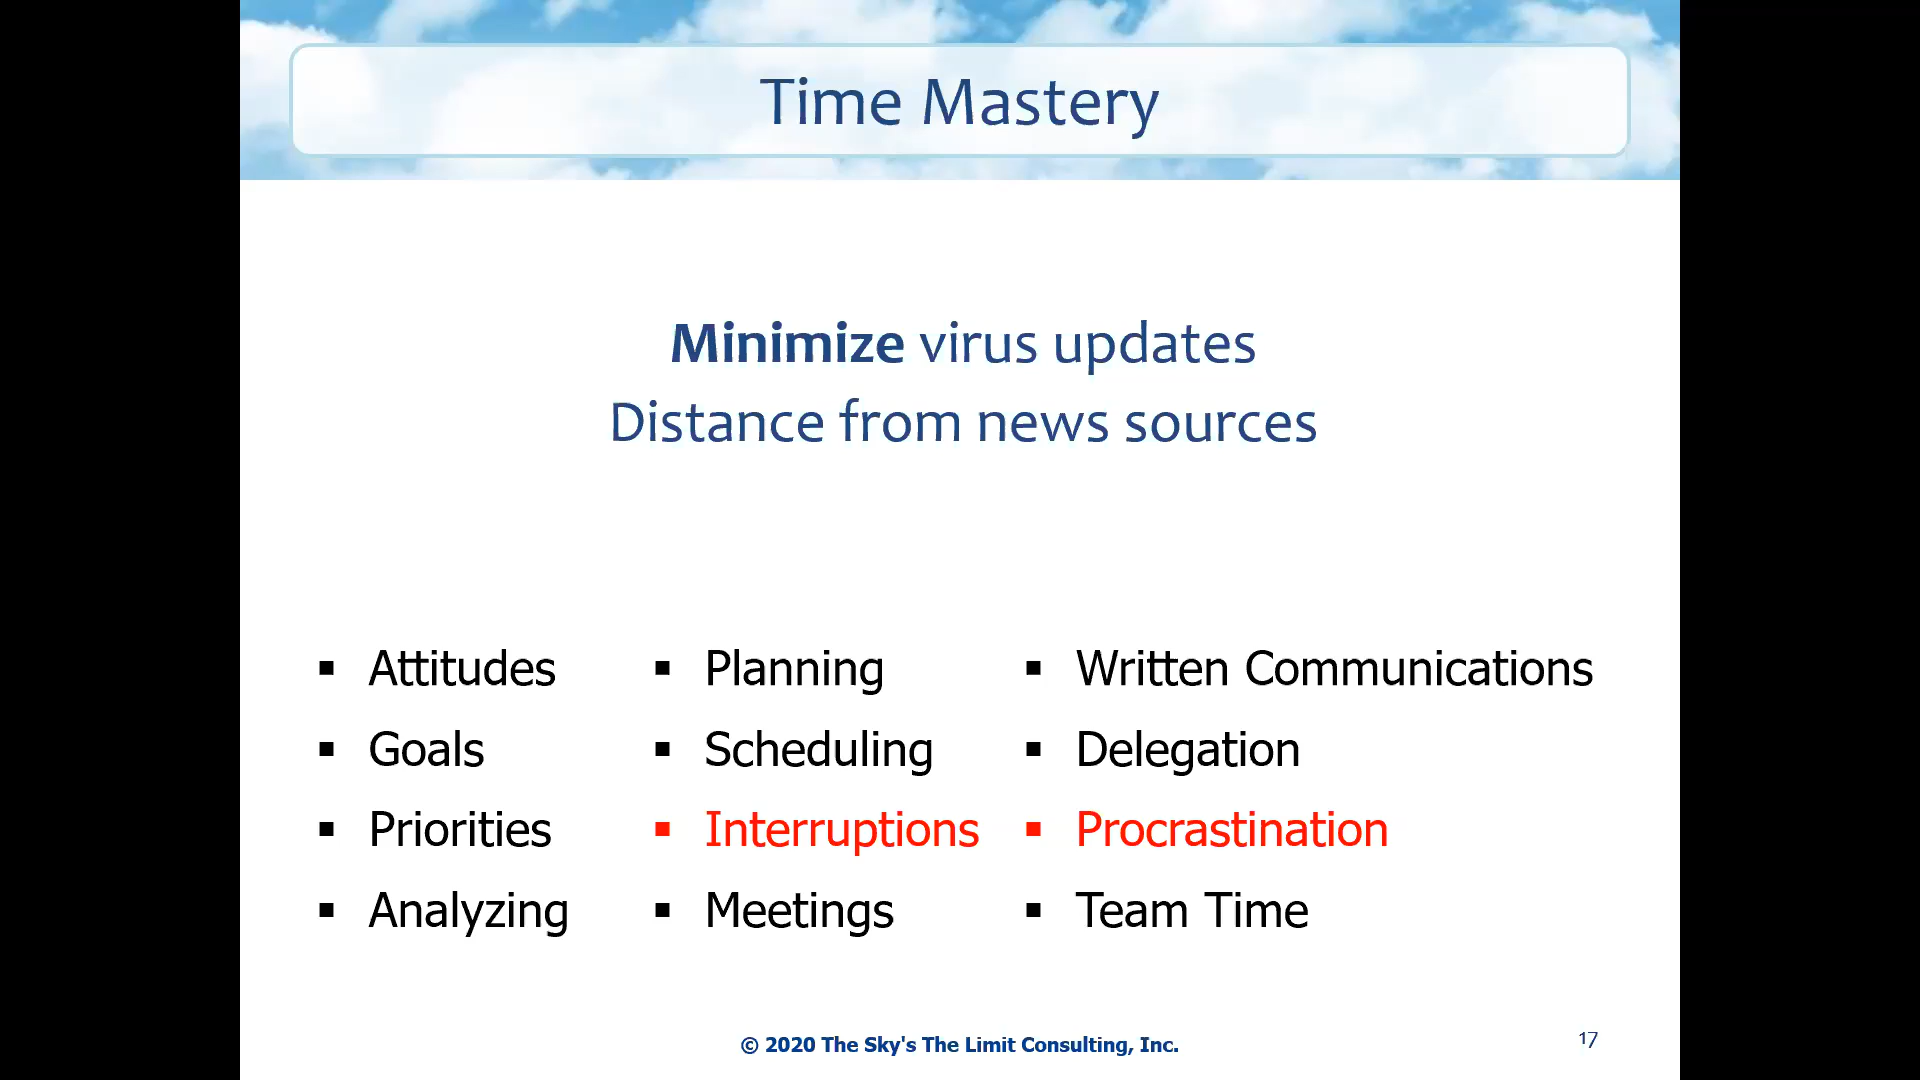 Time Mastery
Minimize virus updates
Distance from news sources
▪ Attitudes
▪ Goals
▪ Priorities
▪ Analyzing
▪ Planning
▪ Scheduling
▪ Interruptions
▪ Meetings
▪ Written Communications
▪ Delegation
▪ Procrastination
▪ Team Time
© 2020 The Sky's The Limit Consulting, Inc.
17